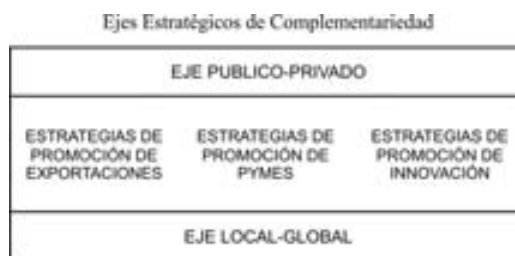 Ejes Estratégicos de Complementariedad
EJE PUBLICO-PRIVADO
ESTRATEGIAS DE
PROMOCIÓN DE
EXPORTACIONES
ESTRATEGIAS DE
PROMOCIÓN DE
PYMES
ESTRATEGIAS DE
PROMOCIÓN DE
INNOVACIÓN
EJE LOCAL-GLOBAL